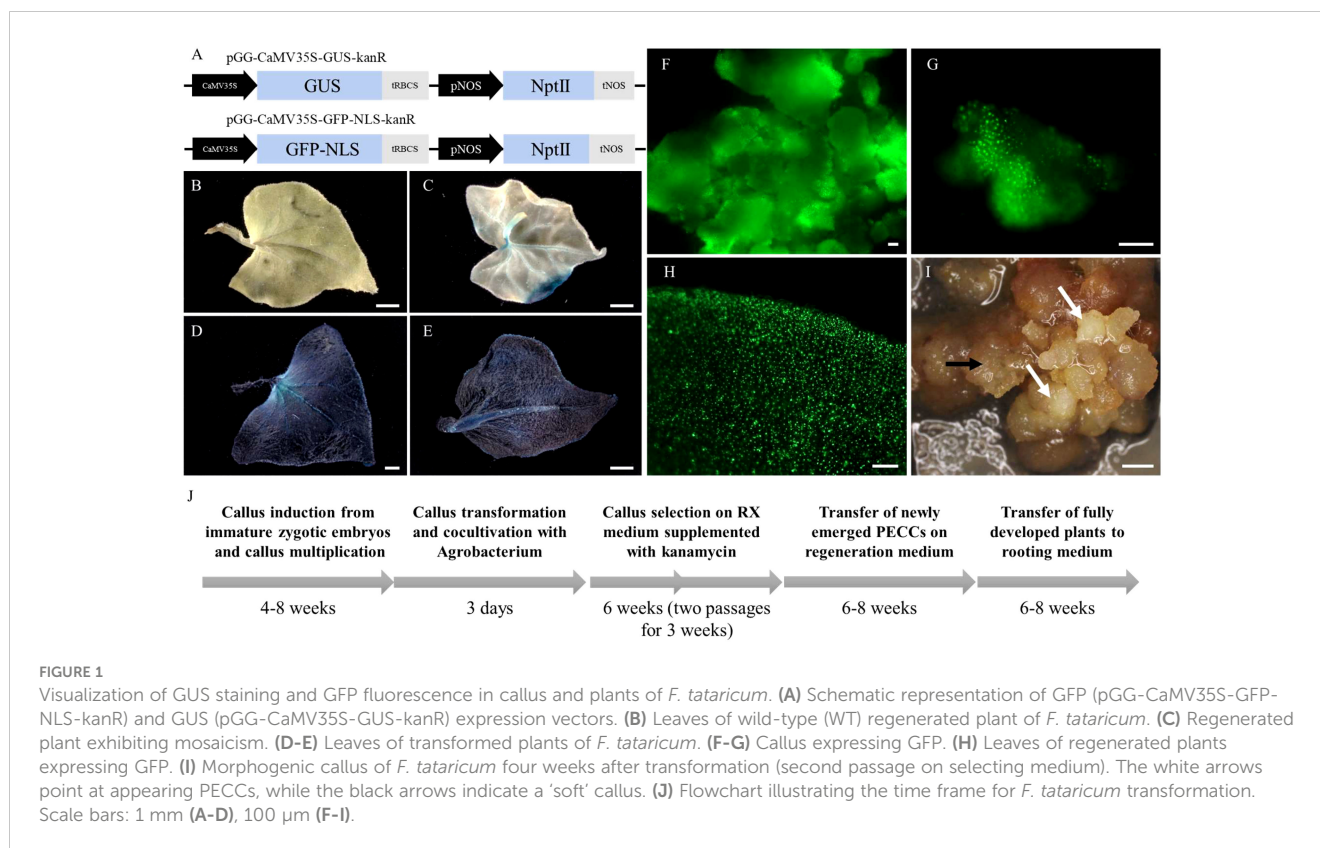 A
pGG-CaMV35S-GUS-kanR
CaMV35S GUS tRBCS pNOS NptII tNOS
pGG-CaMV35S-GFP-NLS-kanR
CaMV35S GFP-NLS tRBCS pNOS NptII tNOS
B
C
D
E
F
G
H
I
J
Callus induction from
immature zygotic embryos
and callus multiplication
4-8 weeks
Callus transformation
and cocultivation with
Agrobacterium
3 days
Callus selection on RX
medium supplemented
with kanamycin
6 weeks (two passages
for 3 weeks)
Transfer of newly
emerged PECCs on
regeneration medium
6-8 weeks
Transfer of fully
developed plants to
rooting medium
6-8 weeks
FIGURE 1
Visualization of GUS staining and GFP fluorescence in callus and plants of F. tataricum. (A) Schematic representation of GFP (pGG-CaMV35S-GFP-
NLS-kanR) and GUS (pGG-CaMV35S-GUS-kanR) expression vectors. (B) Leaves of wild-type (WT) regenerated plant of F. tataricum. (C) Regenerated
plant exhibiting mosaicism. (D-E) Leaves of transformed plants of F. tataricum. (F-G) Callus expressing GFP. (H) Leaves of regenerated plants
expressing GFP. (I) Morphogenic callus of F. tataricum four weeks after transformation (second passage on selecting medium). The white arrows
point at appearing PECCs, while the black arrows indicate a 'soft' callus. (J) Flowchart illustrating the time frame for F. tataricum transformation.
Scale bars: 1 mm (A-D), 100 µm (F-I).